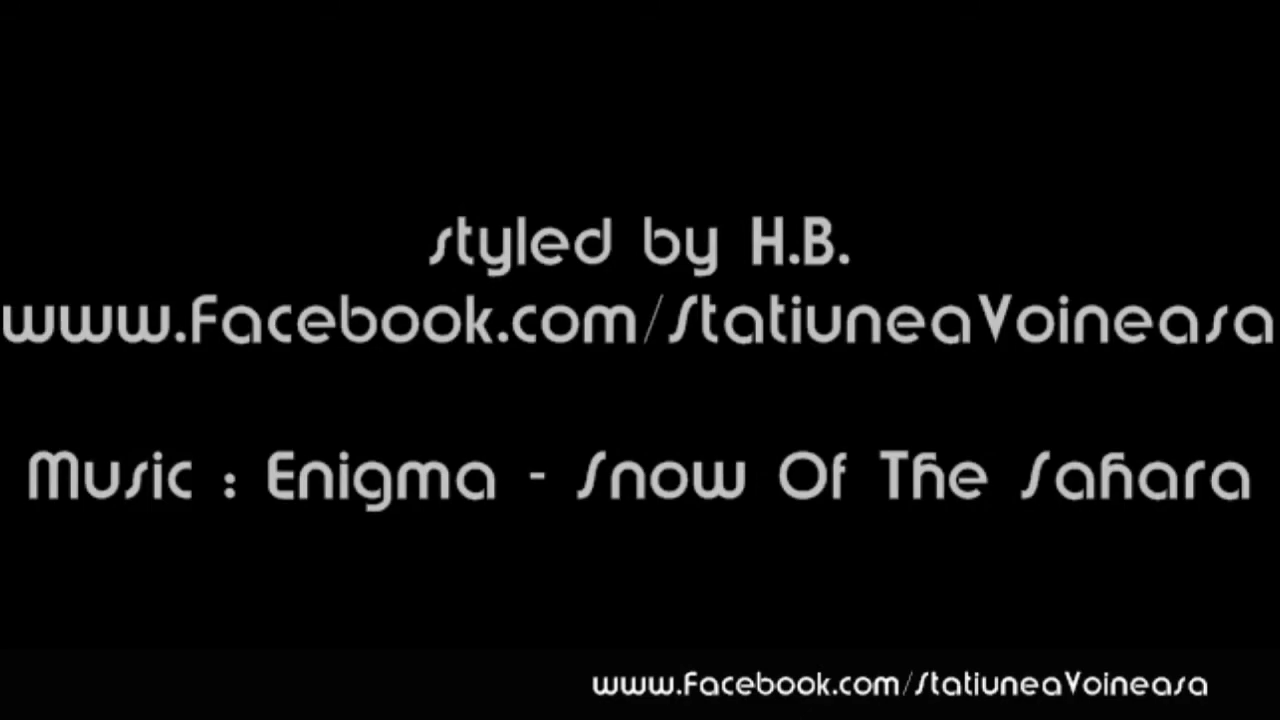 styled by H.B.
www.Facebook.com/StatiuneaVoineasa
Music : Enigma - Snow Of The Sahara
www.Facebook.com/StatiuneaVoineasa